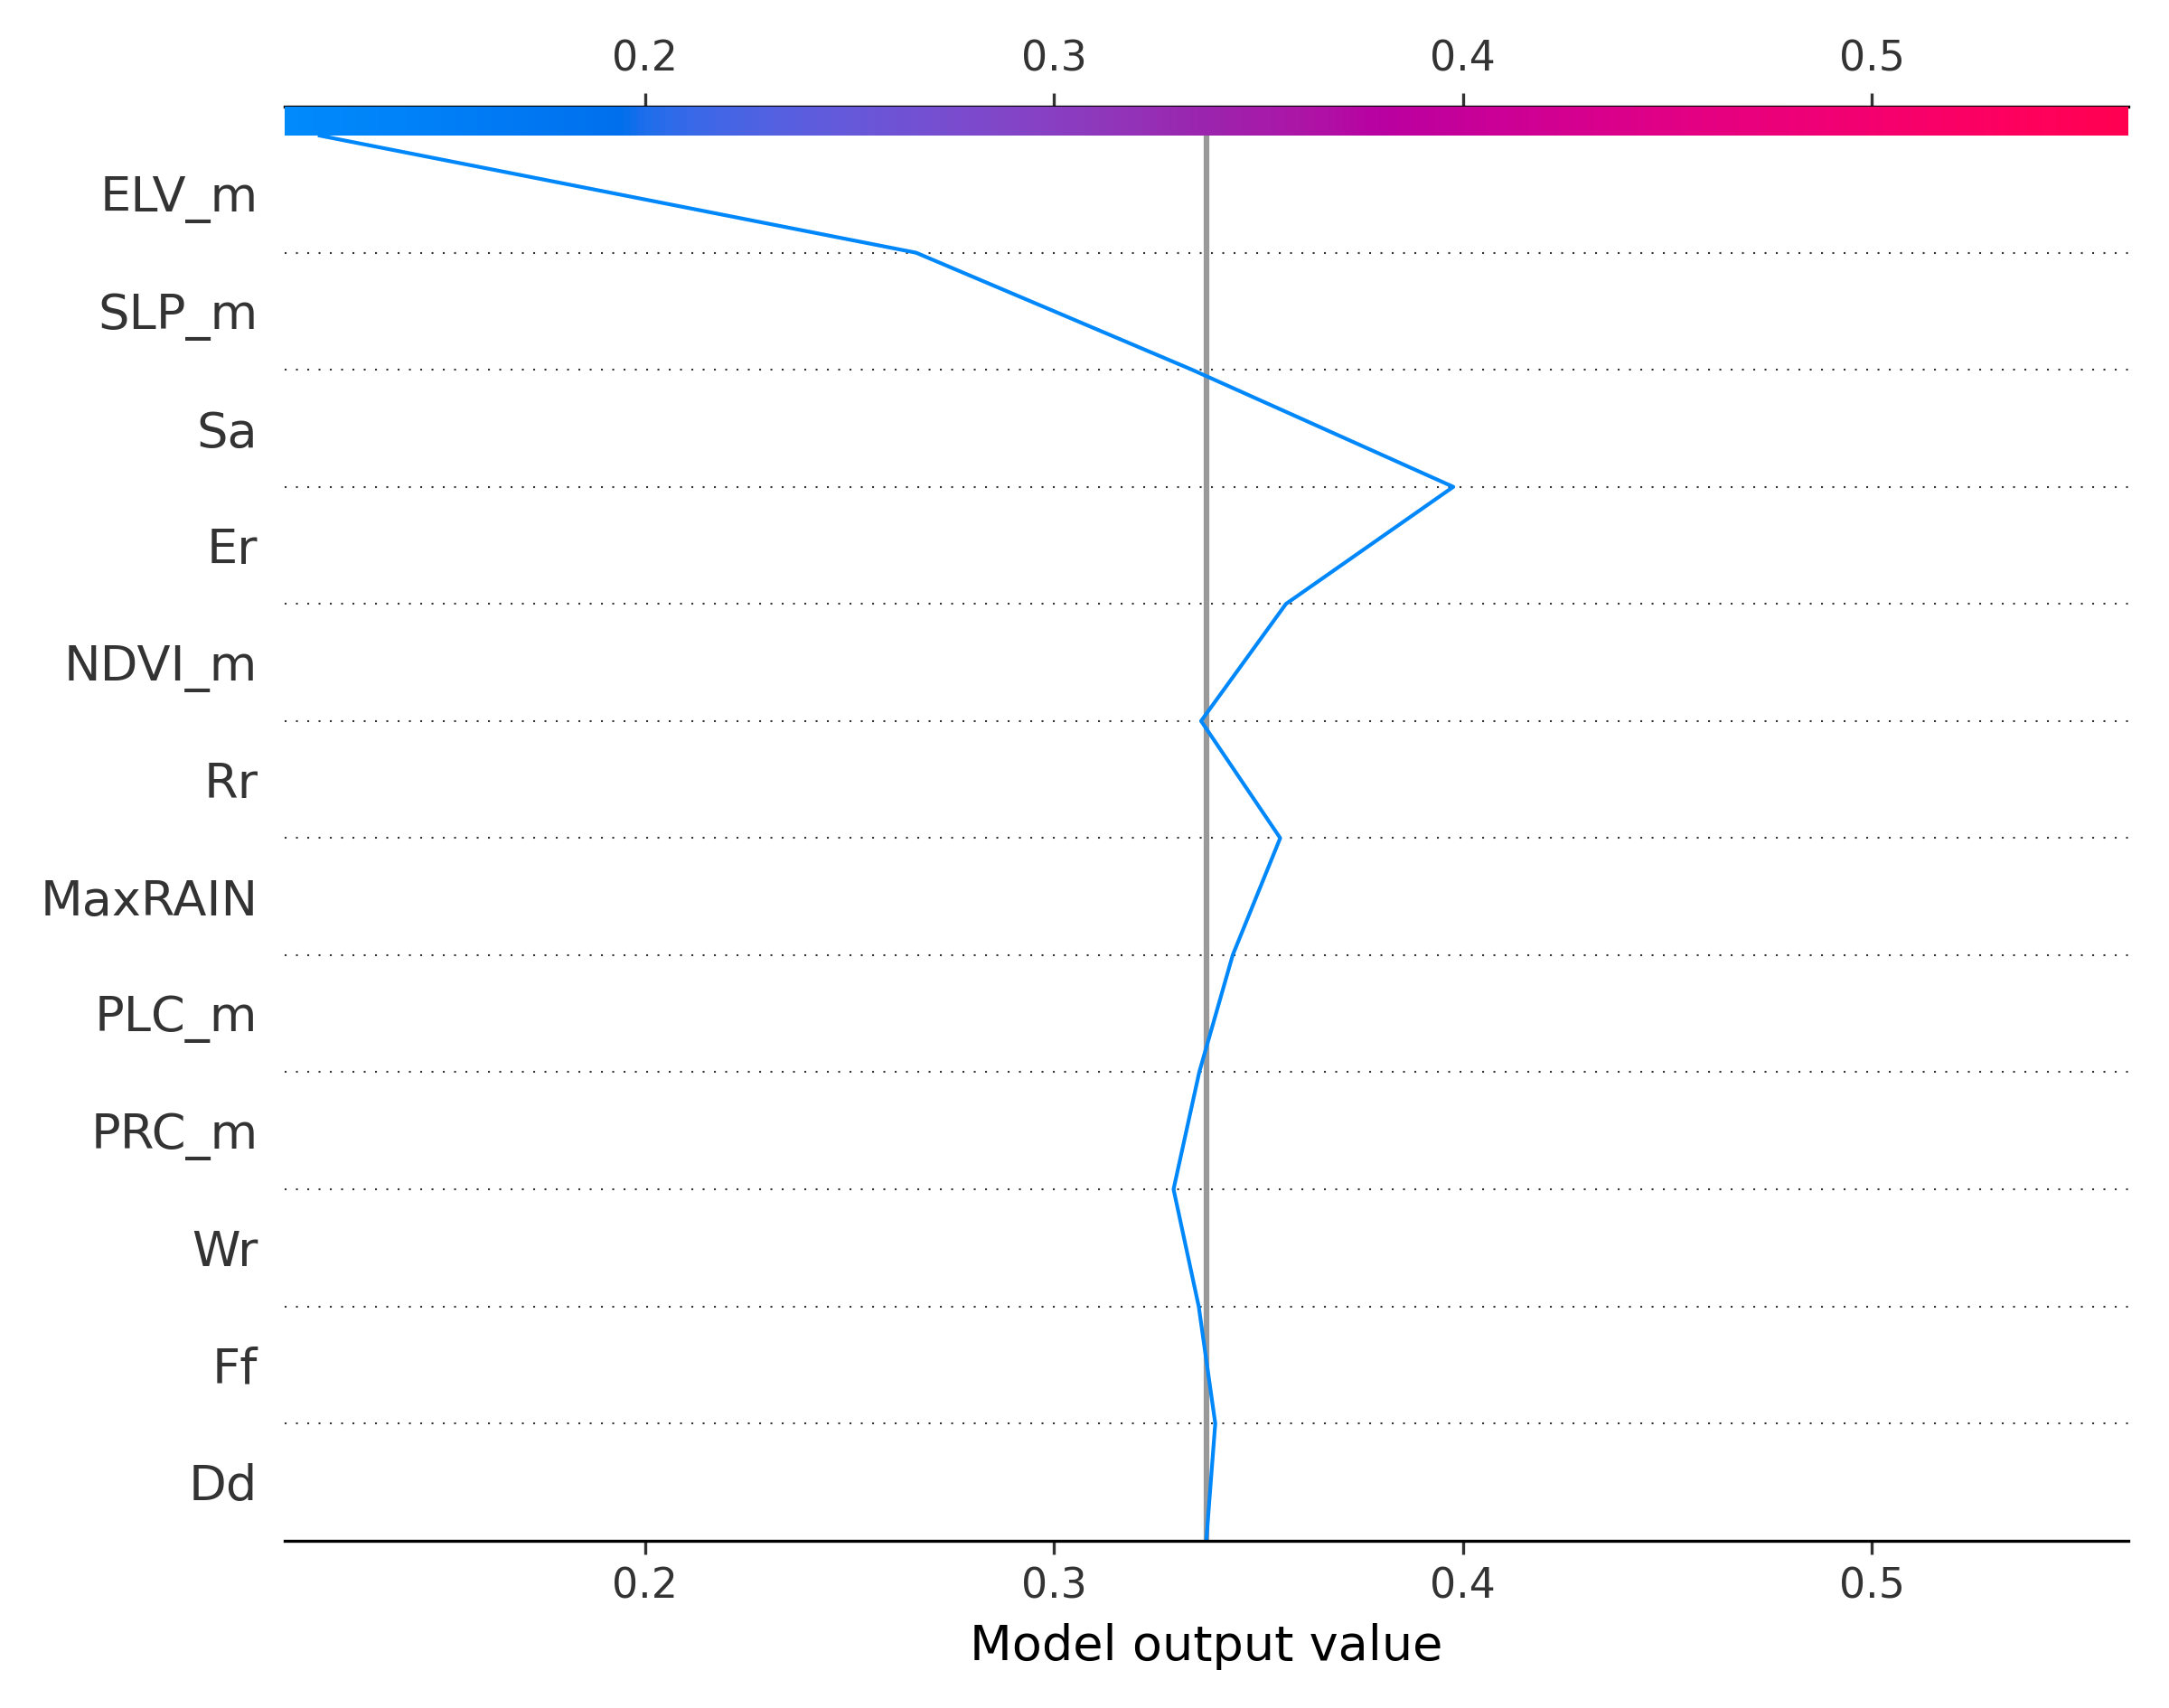 0.2 0.3 0.4 0.5
ELV_m
SLP_m
Sa
Er
NDVI_m
Rr
MaxRAIN
PLC_m
PRC_m
Wr
Ff
Dd
0.2 0.3 0.4 0.5
Model output value